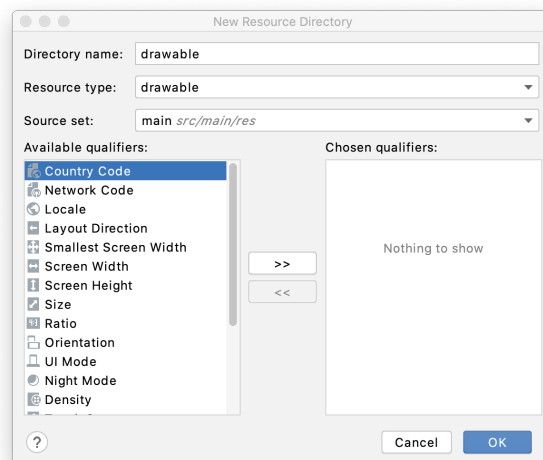 New Resource Directory
Directory name: drawable
Resource type: drawable
Source set: main src/main/res
Available qualifiers:
Chosen qualifiers:
Country Code
Network Code
Locale
Layout Direction
Smallest Screen Width
Screen Width
Screen Height
Size
Ratio
Orientation
UI Mode
Night Mode
Density
>>
<<
Nothing to show
?
Cancel
OK